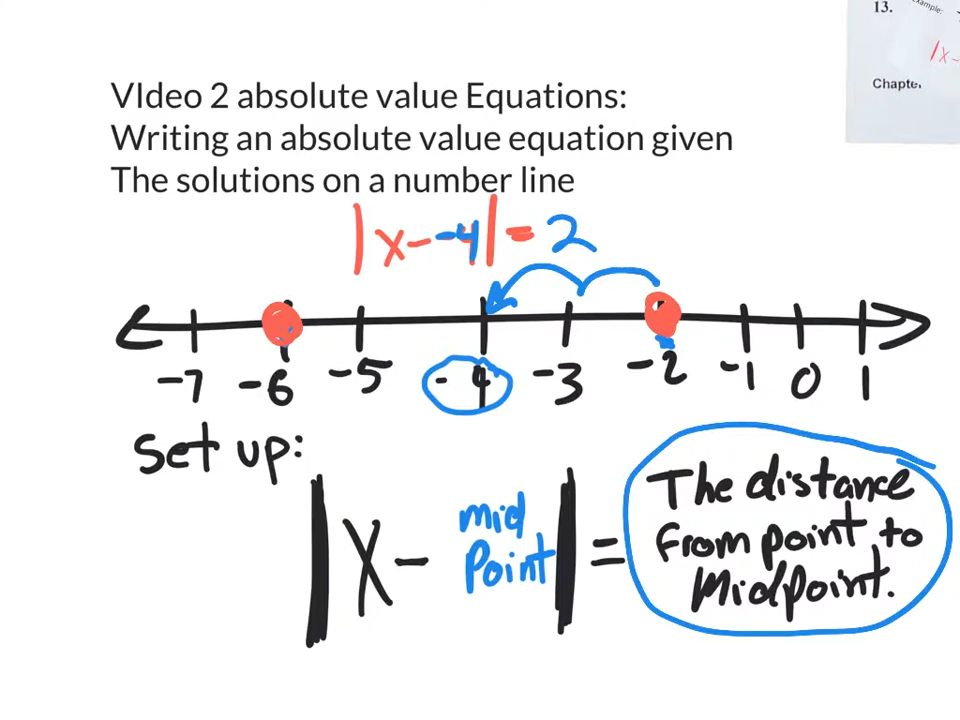 13.
Example:
|x-
Chapte
VIdeo 2 absolute value Equations:
Writing an absolute value equation given
The solutions on a number line
|x--4|=2
-7 -6 -5 -4 -3 -2 -1 0 1
set up:
|X- mid Point|= The distance
From point to
Midpoint.